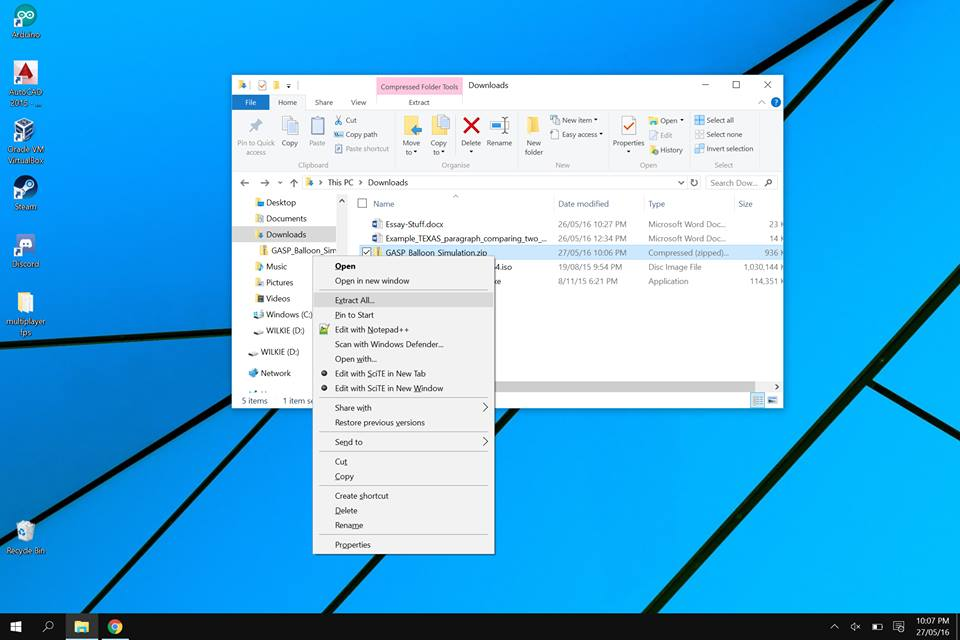 Arduino
AutoCAD
2015 - ...
Oracle VM
VirtualBox
Steam
Discord
multiplayer
fps
Recycle Bin
Compressed Folder Tools
Downloads
File
Home
Share
View
Extract
Pin to Quick
access
Copy
Paste
Cut
Copy path
Paste shortcut
Clipboard
Move
to
Copy
to
Delete
Rename
Organise
New
folder
New item
Easy access
New
Properties
Open
Edit
History
Open
Select all
Select none
Invert selection
Select
This PC > Downloads
Search Dow...
Desktop
Documents
Downloads
GASP_Balloon_Sim
Music
Pictures
Videos
Windows (C:)
WILKIE (D:)
WILKIE (D:)
Network
Name Date modified Type Size
Essay-Stuff.docx 26/05/16 10:27 PM Microsoft Word Doc... 23 K
Example_TEXAS_paragraph_comparing_two_... 26/05/16 12:34 PM Microsoft Word Doc... 14 K
GASP_Balloon_Simulation.zip 27/05/16 10:06 PM Compressed (zipped)... 936 K
4.iso 19/08/15 9:54 PM Disc Image File 1,030,144 K
xe 8/11/15 6:21 PM Application 114,351 K
5 items 1 item se
Open
Open in new window
Extract All...
Pin to Start
Edit with Notepad++
Scan with Windows Defender...
Open with...
Edit with SciTE in New Tab
Edit with SciTE in New Window
Share with
Restore previous versions
Send to
Cut
Copy
Create shortcut
Delete
Rename
Properties
10:07 PM
27/05/16